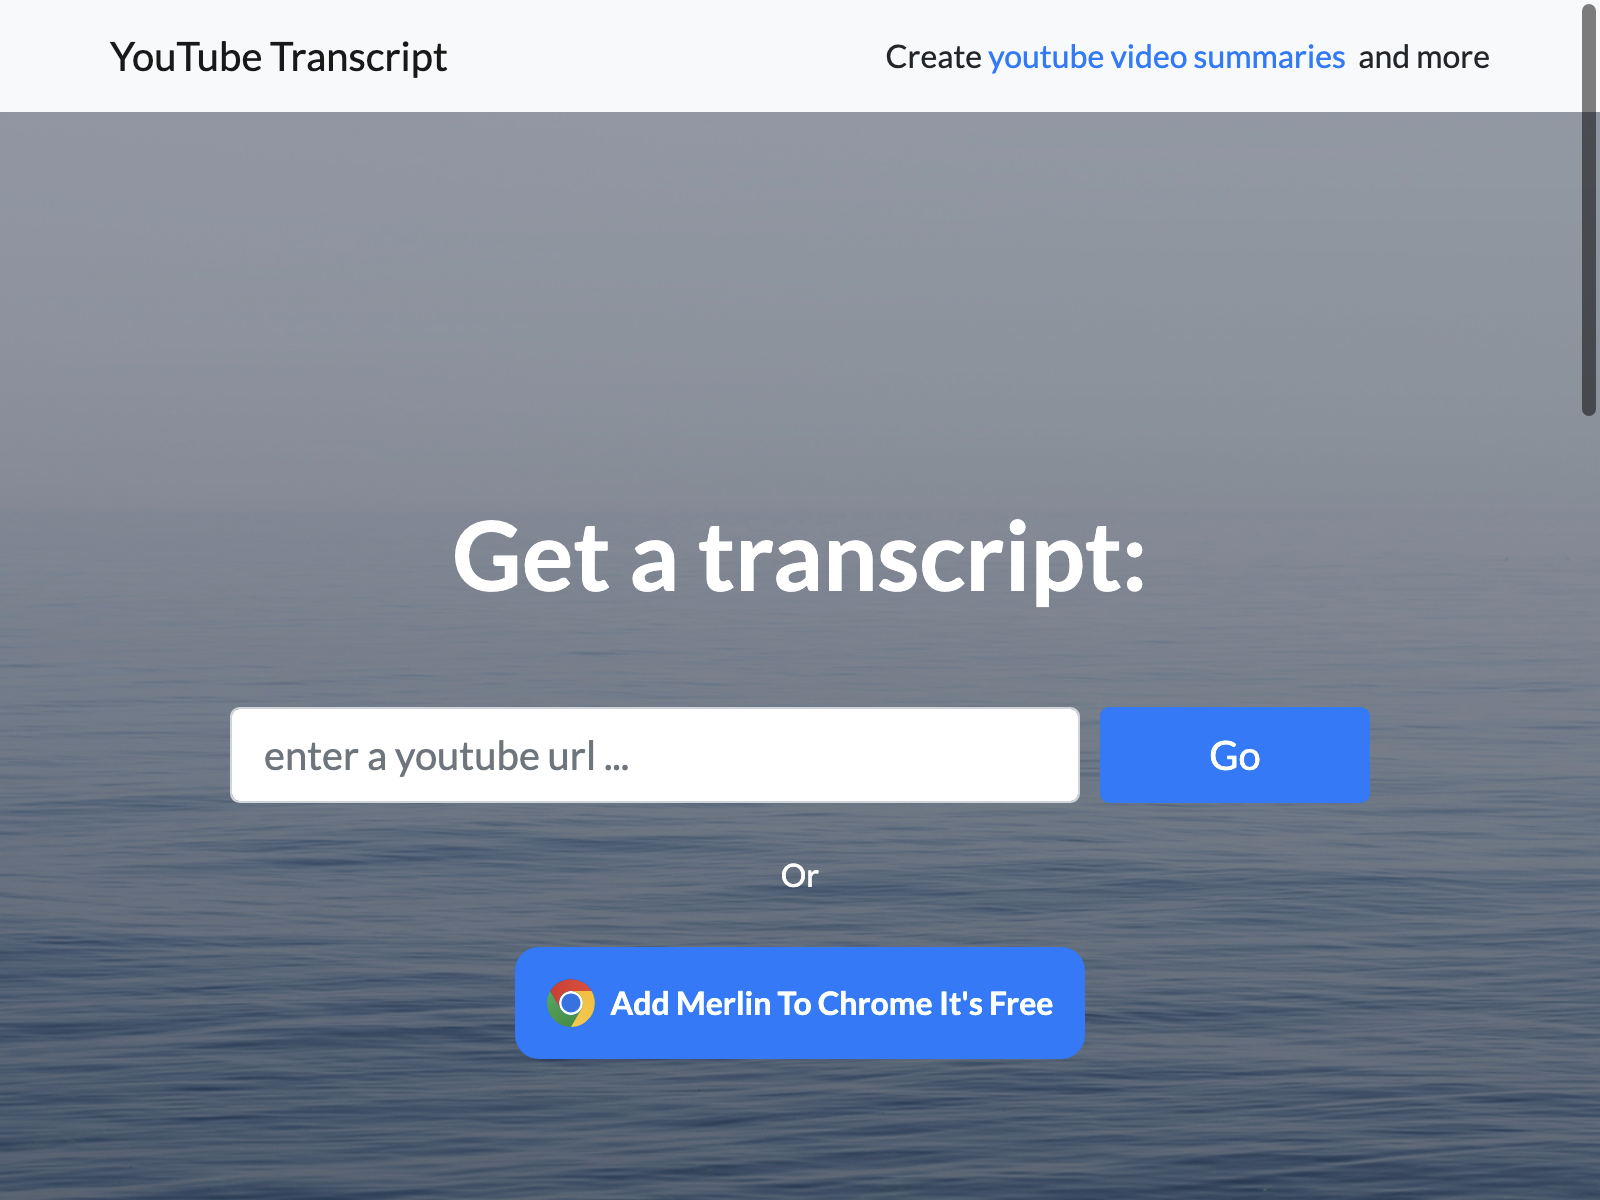 YouTube Transcript
Create youtube video summaries and more
Get a transcript:
enter a youtube url ...
Go
Or
Add Merlin To Chrome It's Free